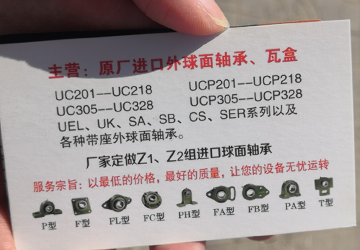 主营：原厂进口外球面轴承、瓦盒
UC201--UC218 UCP201--UCP218
UC305--UC328 UCP305--UCP328
UEL、UK、SA、SB、CS、SER系列以及
各种带座外球面轴承。
厂家定做Z1、Z2组进口球面轴承
服务宗旨：以最低的价格，最好的质量，让您的设备无忧运转
P型 F型 FL型 FC型 PH型 FA型 FB型 PA型 T型